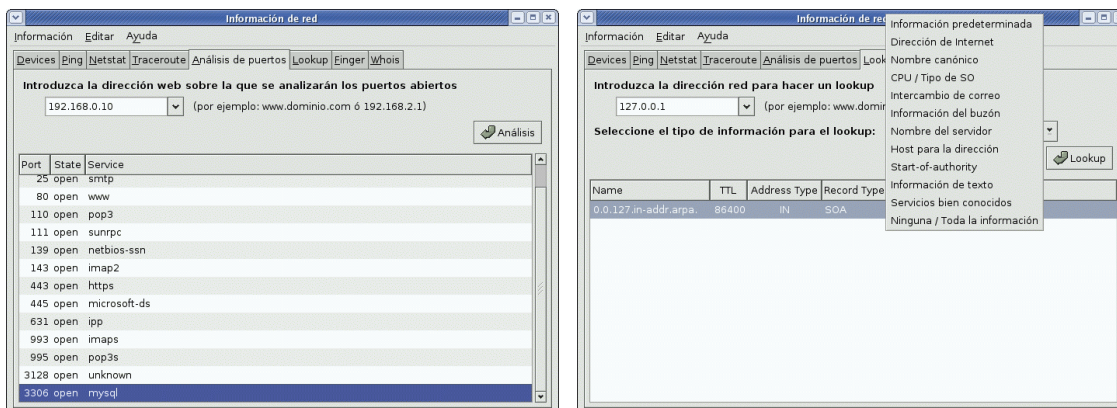 Información de red
Información Editar Ayuda
Devices Ping Netstat Traceroute Análisis de puertos Lookup Finger Whois
Introduzca la dirección web sobre la que se analizarán los puertos abiertos
192.168.0.10 (por ejemplo: www.dominio.com ó 192.168.2.1)
Análisis
Port State Service
25 open smtp
80 open www
110 open pop3
111 open sunrpc
139 open netbios-ssn
143 open imap2
443 open https
445 open microsoft-ds
631 open ipp
993 open imaps
995 open pop3s
3128 open unknown
3306 open mysql
Información de red
Información Editar Ayuda
Devices Ping Netstat Traceroute Análisis de puertos
Introduzca la dirección red para hacer un lookup
127.0.0.1 (por ejemplo:
Seleccione el tipo de información para el lookup:
Lookup
Name TTL Address Type Record Type
0.0.127.in-addr.arpa. 86400 IN SOA
Información predeterminada
Dirección de Internet
Nombre canónico
CPU / Tipo de SO
Intercambio de correo
Información del buzón
Nombre del servidor
Host para la dirección
Start-of-authority
Información de texto
Servicios bien conocidos
Ninguna / Toda la información